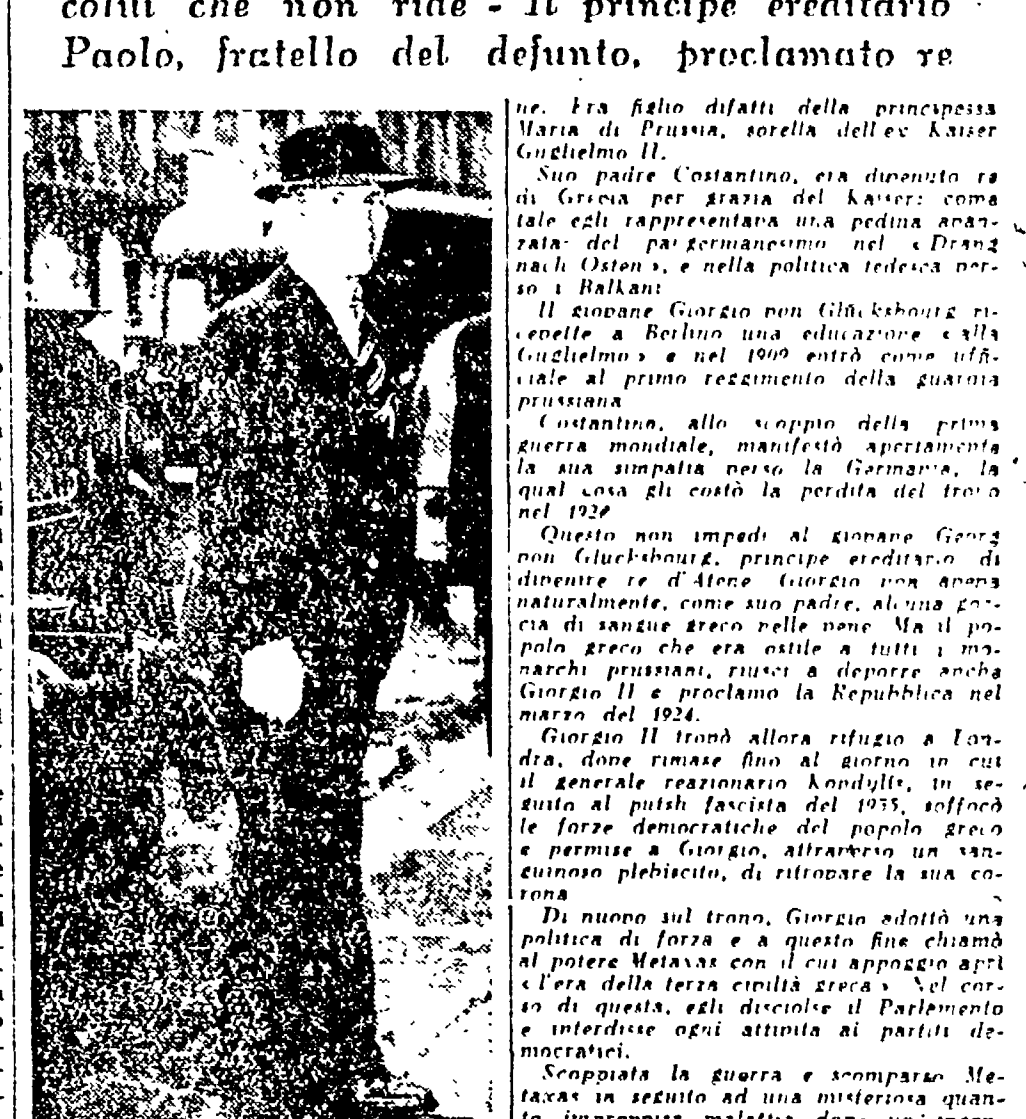 colui che non ride - Il principe ereditario
Paolo, fratello del defunto, proclamato re
ne. Era figlio difatti della principessa
Maria di Prussia, sorella dell'ex Kaiser
Guglielmo II.
Suo padre Costantino, era divenuto re
di Grecia per grazia del Kaiser: come
tale egli rappresentava una pedina avan-
zata del pangermanesimo nel « Drang
nach Osten », e nella politica tedesca ver-
so i Balkani
Il giovane Giorgio von Glücksbourg ri-
cevette a Berlino una educazione « alla
Guglielmo » e nel 1909 entrò come uffi-
ciale al primo reggimento della guardia
prussiana
Costantino, allo scoppio della prima
guerra mondiale, manifestò apertamente
la sua simpatia verso la Germania, la
qual cosa gli costò la perdita del trono
nel
Questo non impedì al giovane Georg
von Glucksbourg, principe ereditario di
divenire re d'Atene Giorgio non aveva
naturalmente, come suo padre, alcuna goc-
cia di sangue greco nelle vene Ma il po-
polo greco che era ostile a tutti i mo-
narchi prussiani, riuscì a deporre anche
Giorgio II e proclamò la Repubblica nel
marzo del 1924.
Giorgio II trovò allora rifugio a Lon-
dra, dove rimase fino al giorno in cui
il generale reazionario Kondylis, in se-
guito al putsh fascista del 1935, soffocò
le forze democratiche del popolo greco
e permise a Giorgio, attraverso un san-
guinoso plebiscito, di ritrovare la sua co-
rona
Di nuovo sul trono, Giorgio adottò una
politica di forza e a questo fine chiamò
al potere Metaxas con il cui appoggio aprì
« l'era della terza civiltà greca » Nel cor-
so di questa, egli disciolse il Parlamento
e interdisse ogni attività ai partiti de-
mocratici.
Scoppiata la guerra e scomparso Me-
taxas in seguito ad una misteriosa quan-
to improvvisa malattia